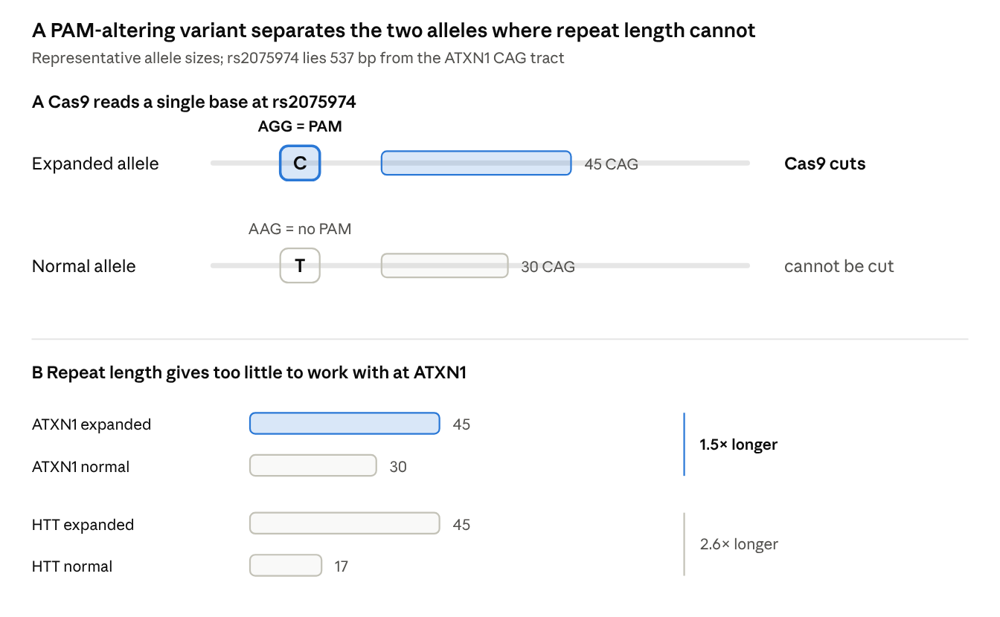 A PAM-altering variant separates the two alleles where repeat length cannot
Representative allele sizes; rs2075974 lies 537 bp from the ATXN1 CAG tract
A Cas9 reads a single base at rs2075974
AGG = PAM
Expanded allele C 45 CAG Cas9 cuts
AAG = no PAM
Normal allele T 30 CAG cannot be cut
B Repeat length gives too little to work with at ATXN1
ATXN1 expanded 45
1.5× longer
ATXN1 normal 30
HTT expanded 45
2.6× longer
HTT normal 17